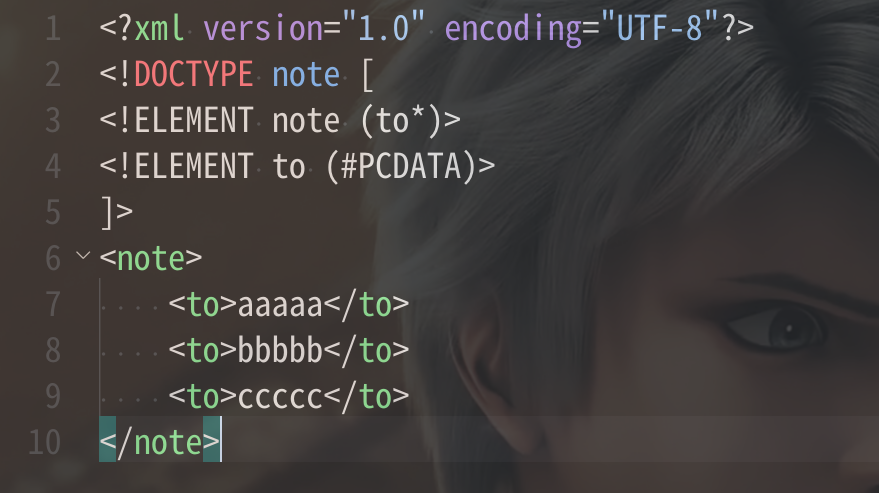 1 <?xml version="1.0" encoding="UTF-8"?>
2 <!DOCTYPE note [
3 <!ELEMENT note (to*)>
4 <!ELEMENT to (#PCDATA)>
5 ]>
6 <note>
7     <to>aaaaa</to>
8     <to>bbbbb</to>
9     <to>ccccc</to>
10 </note>